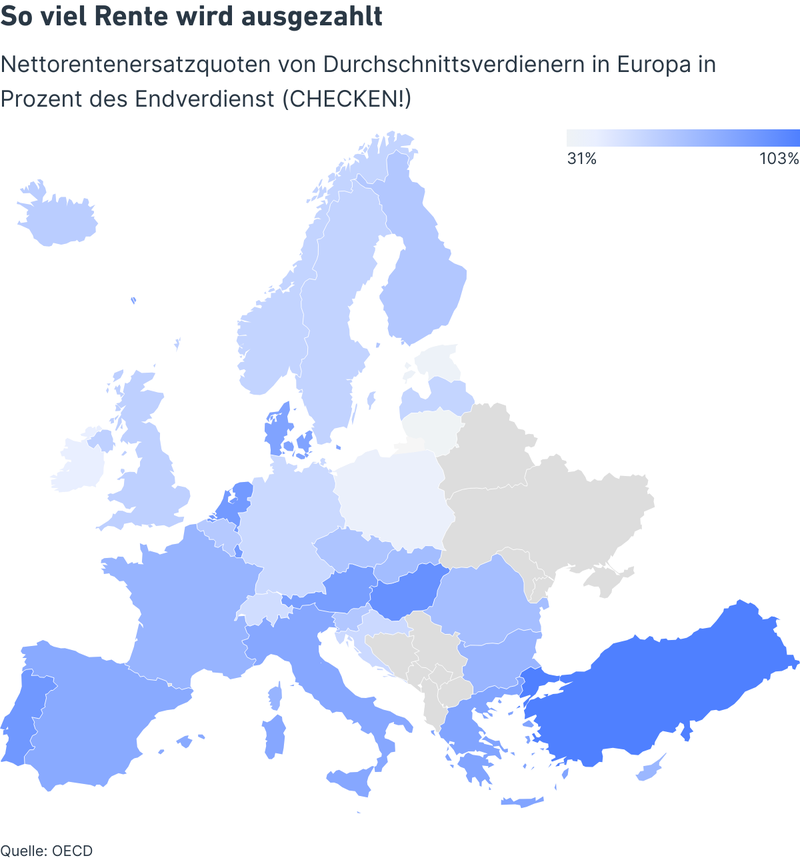 So viel Rente wird ausgezahlt
Nettorentenersatzquoten von Durchschnittsverdienern in Europa in
Prozent des Endverdienst (CHECKEN!)
31%
103%
Quelle: OECD